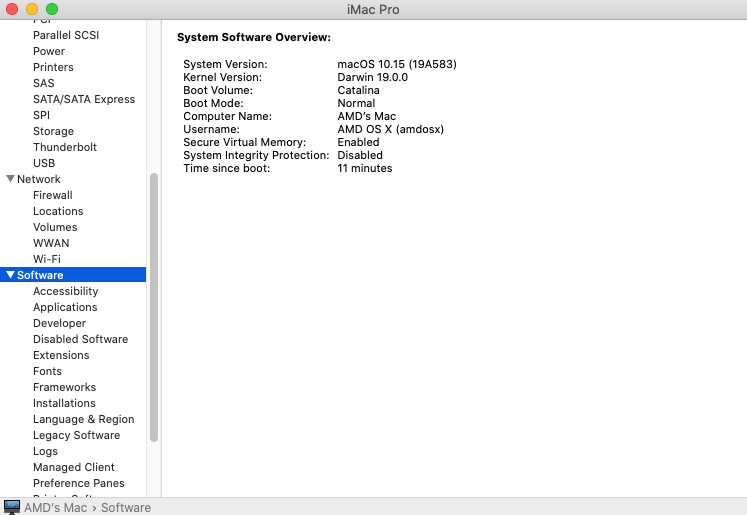 iMac Pro
PCI
Parallel SCSI
Power
Printers
SAS
SATA/SATA Express
SPI
Storage
Thunderbolt
USB
Network
Firewall
Locations
Volumes
WWAN
Wi-Fi
Software
Accessibility
Applications
Developer
Disabled Software
Extensions
Fonts
Frameworks
Installations
Language & Region
Legacy Software
Logs
Managed Client
Preference Panes
System Software Overview:
System Version: macOS 10.15 (19A583)
Kernel Version: Darwin 19.0.0
Boot Volume: Catalina
Boot Mode: Normal
Computer Name: AMD’s Mac
Username: AMD OS X (amdosx)
Secure Virtual Memory: Enabled
System Integrity Protection: Disabled
Time since boot: 11 minutes
AMD’s Mac › Software